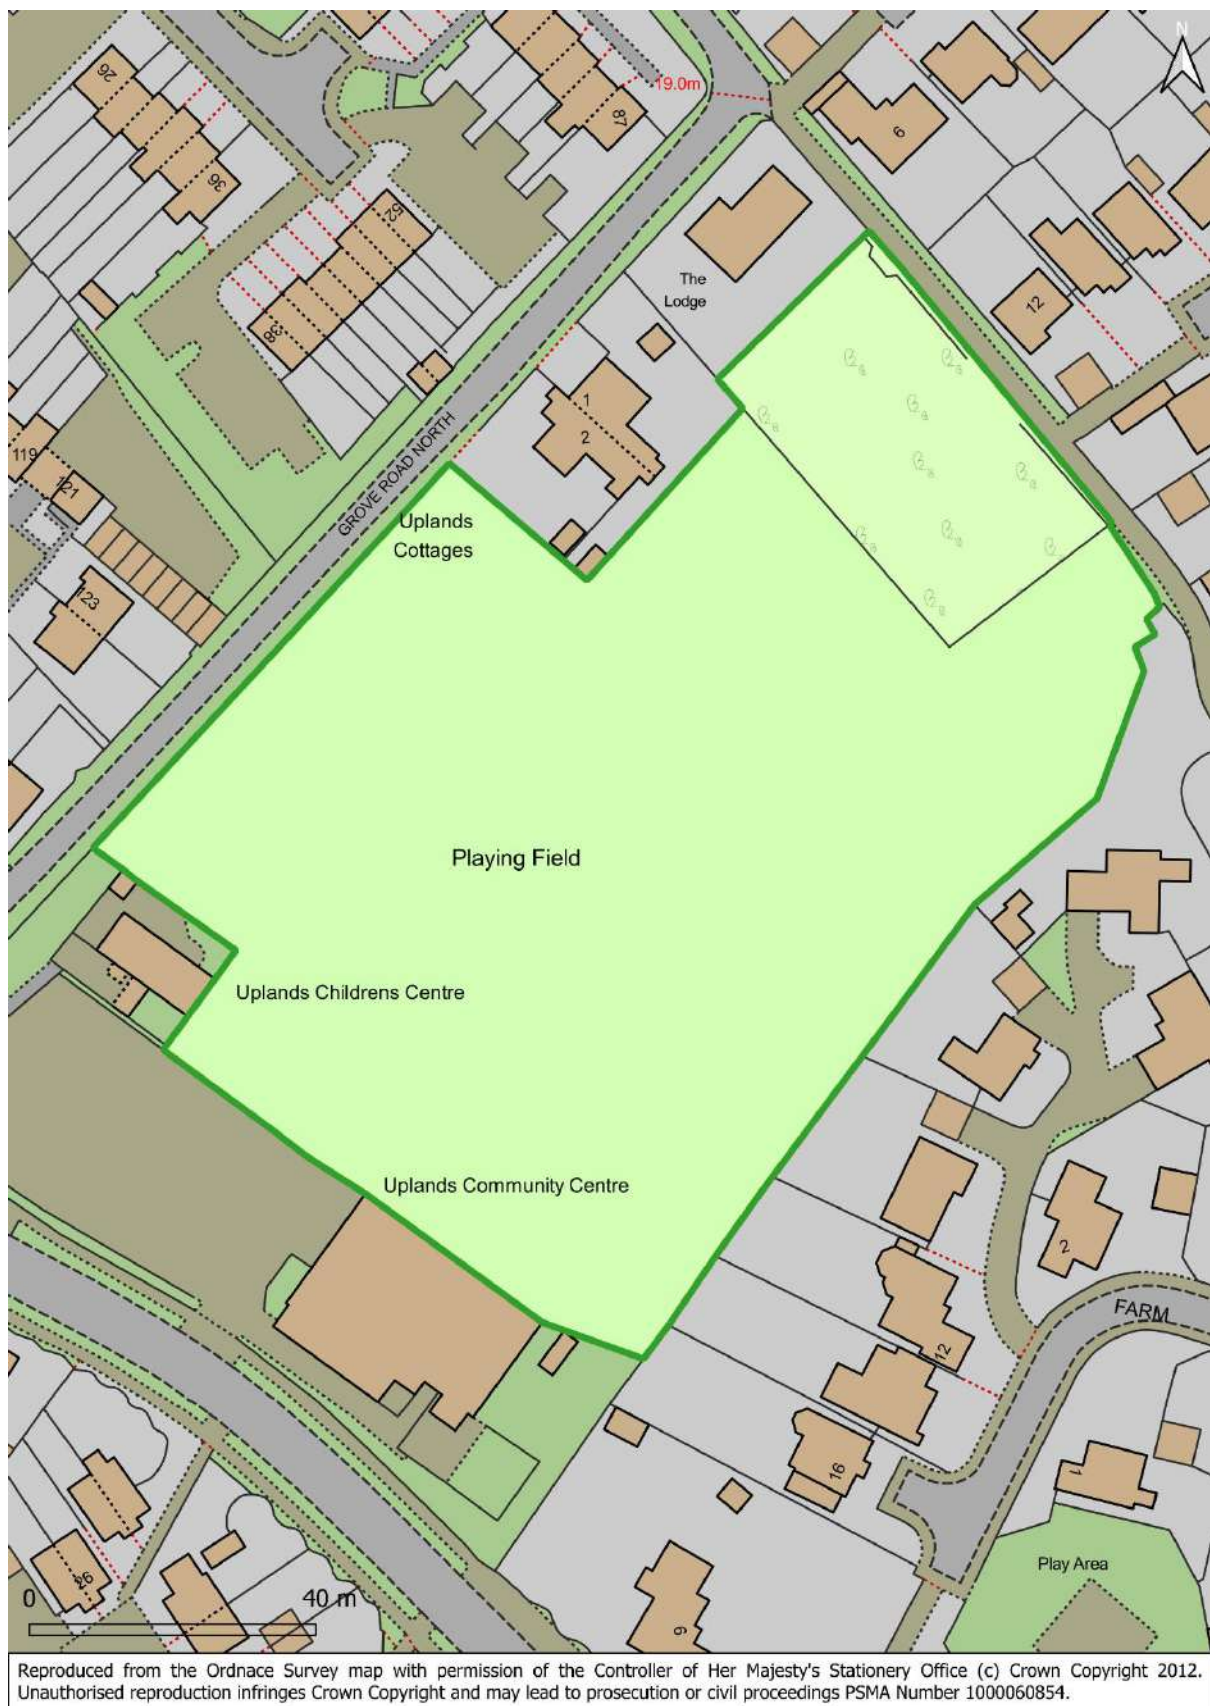 N
26
87
19.0m
6
36
52
The
Lodge
12
38
1
2
119
121
GROVE ROAD NORTH
Uplands
Cottages
123
Playing Field
Uplands Childrens Centre
Uplands Community Centre
2
FARM
12
16
1
Play Area
26
0 40 m
9
Reproduced from the Ordnace Survey map with permission of the Controller of Her Majesty's Stationery Office (c) Crown Copyright 2012.
Unauthorised reproduction infringes Crown Copyright and may lead to prosecution or civil proceedings PSMA Number 1000060854.